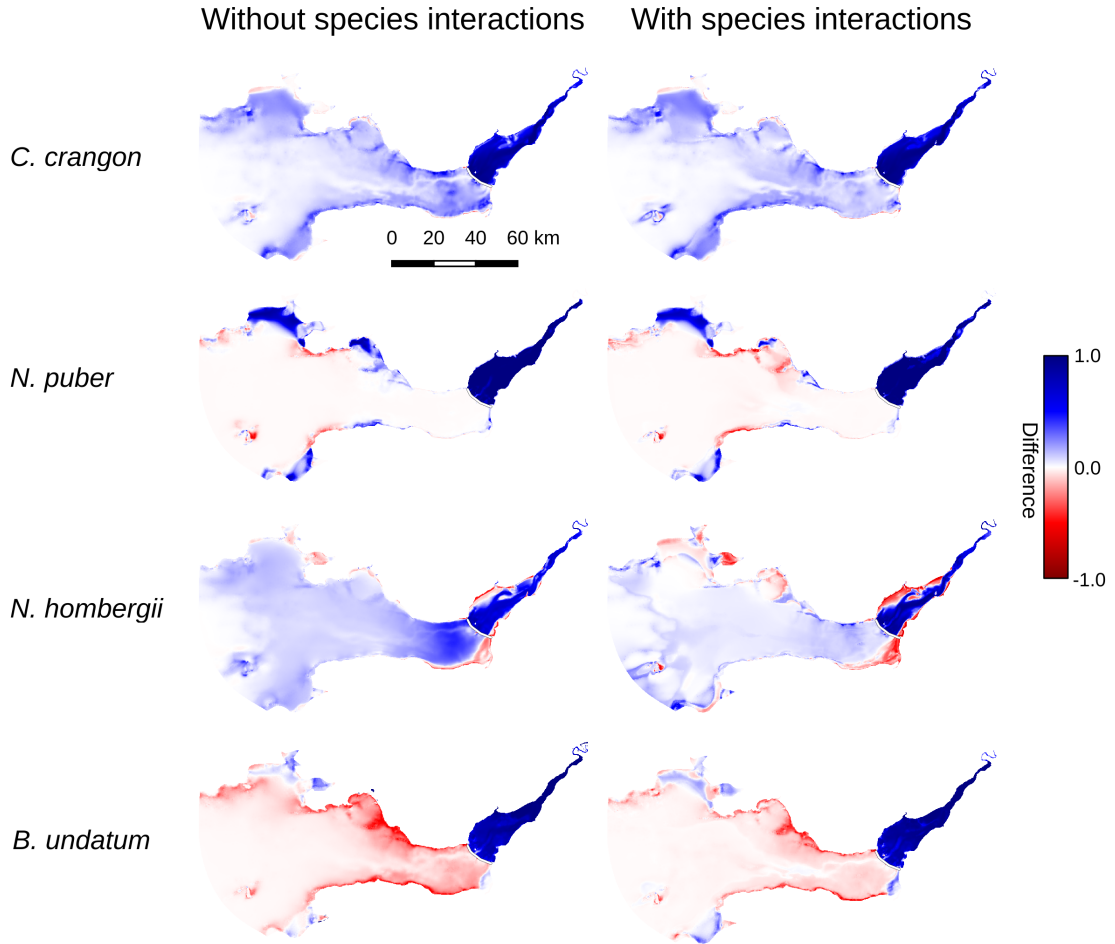 Without species interactions
With species interactions
C. crangon
0 20 40 60 km
N. puber
1.0
0.0
-1.0
Difference
N. hombergii
B. undatum